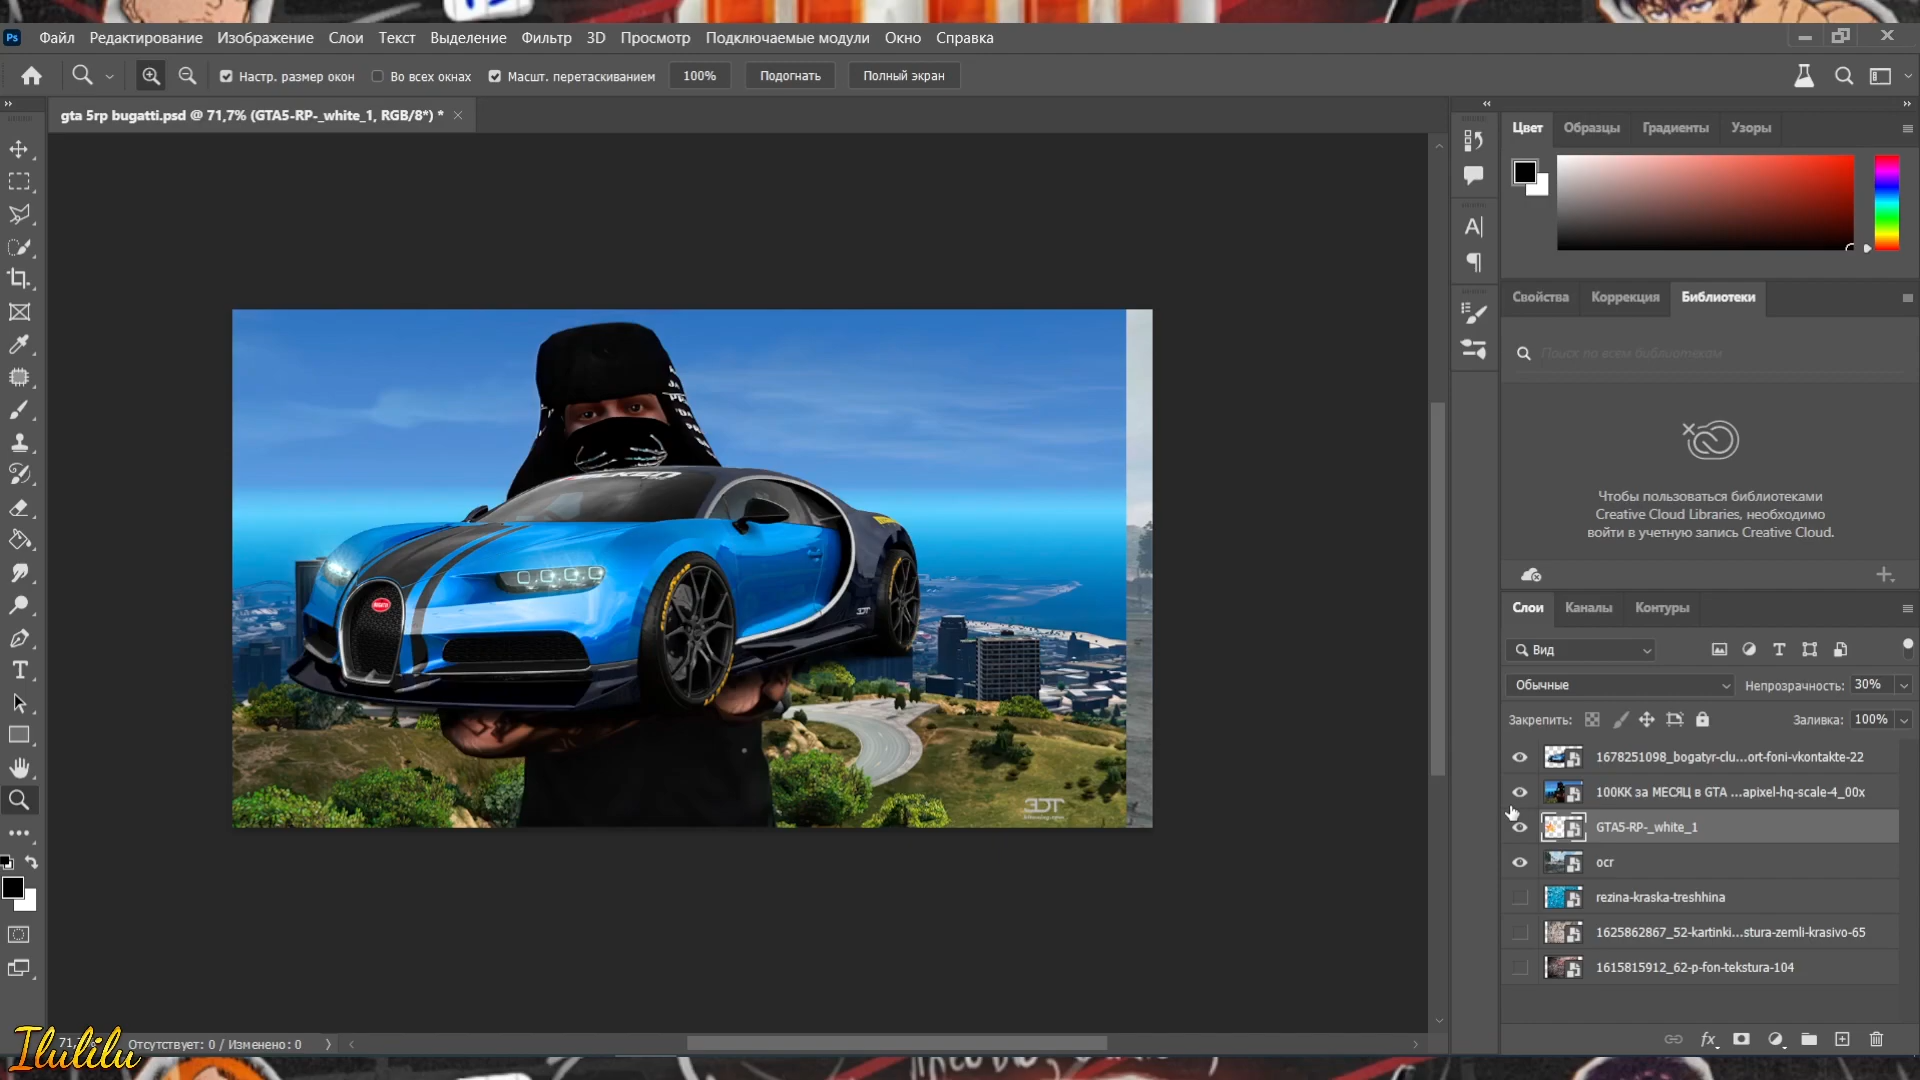 Файл Редактирование Изображение Слои Текст Выделение Фильтр 3D Просмотр Подключаемые модули Окно Справка
Настр. размер окон Во всех окнах Масшт. перетаскиванием 100% Подогнать Полный экран
gta 5rp bugatti.psd @ 71,7% (GTA5-RP-_white_1, RGB/8*) *
Цвет Образцы Градиенты Узоры
Свойства Коррекция Библиотеки
Поиск по всем библиотекам
Чтобы пользоваться библиотеками
Creative Cloud Libraries, необходимо
войти в учетную запись Creative Cloud.
Слои Каналы Контуры
Вид
Обычные Непрозрачность: 30%
Закрепить: Заливка: 100%
1678251098_bogatyr-clu...ort-foni-vkontakte-22
100КК за МЕСЯЦ в GTA ...apixel-hq-scale-4_00x
GTA5-RP-_white_1
ocr
rezina-kraska-treshhina
1625862867_52-kartinki...stura-zemli-krasivo-65
1615815912_62-p-fon-tekstura-104
Отсутствует: 0 / Изменено: 0
Ilulilu